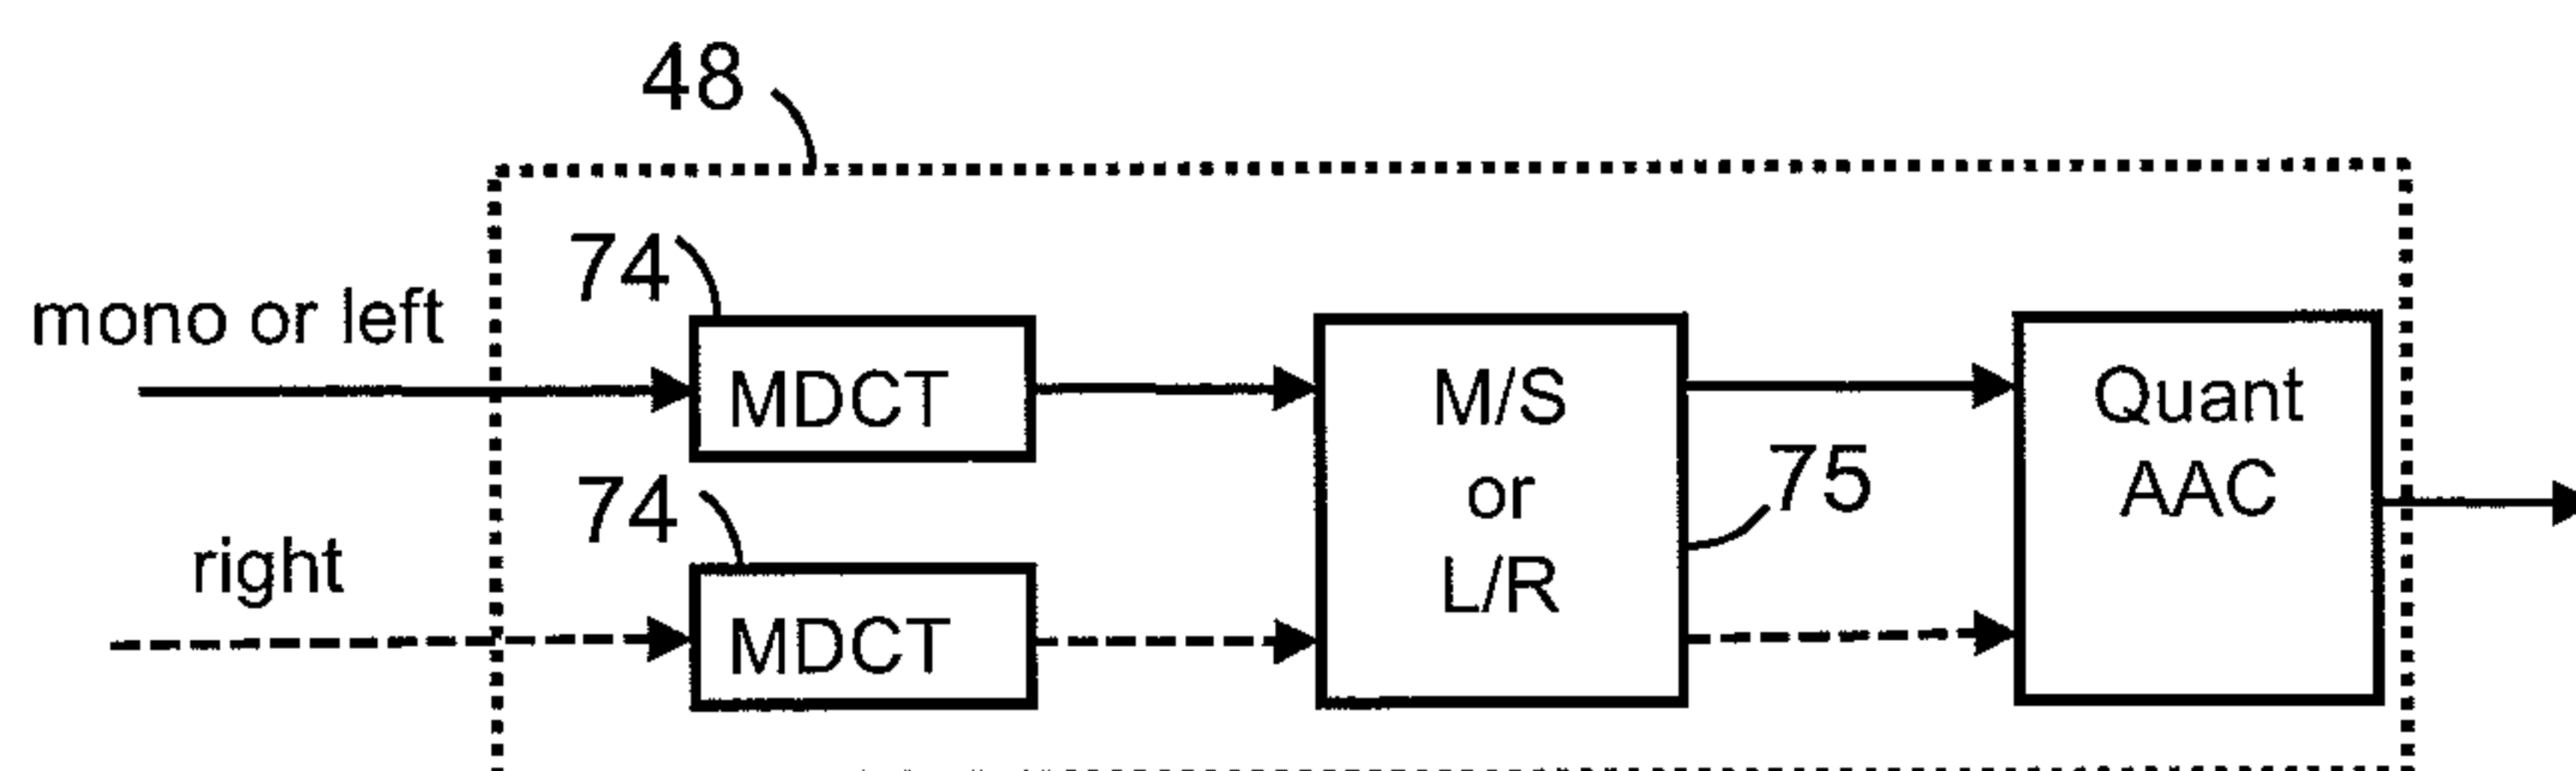 48
74
mono or left
MDCT
M/S
or
L/R
Quant
AAC
75
74
right
MDCT